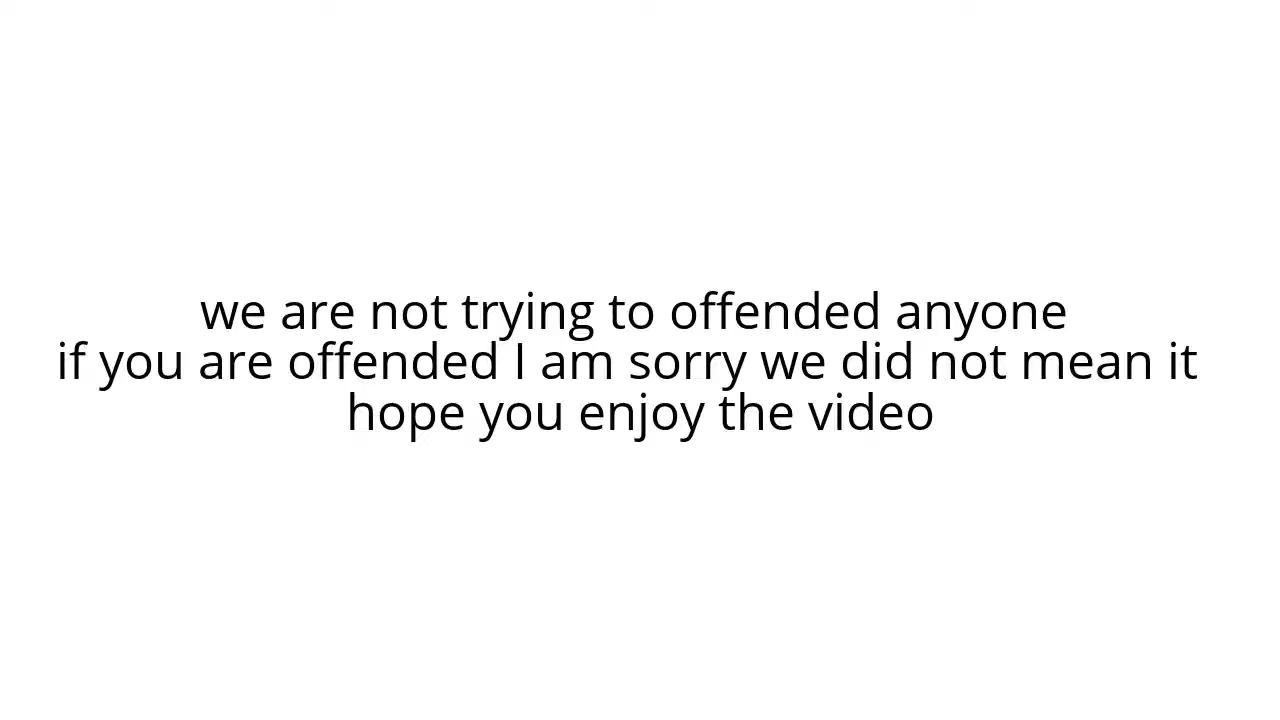 we are not trying to offended anyone
if you are offended I am sorry we did not mean it
hope you enjoy the video